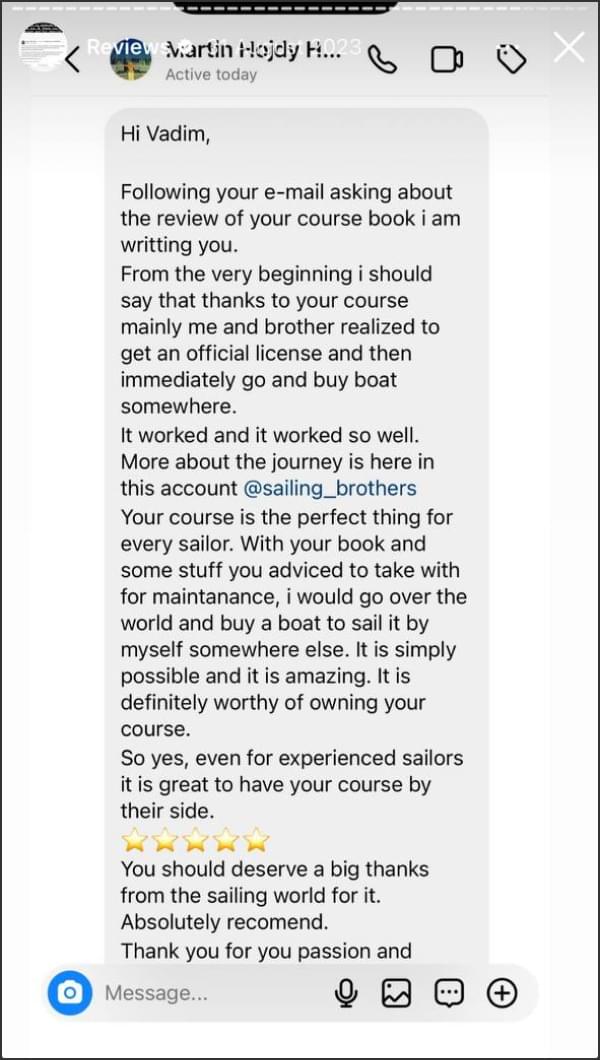 Reviews 31 August 2023
Martin Hojdy H...
Active today
Hi Vadim,
Following your e-mail asking about
the review of your course book i am
writting you.
From the very beginning i should
say that thanks to your course
mainly me and brother realized to
get an official license and then
immediately go and buy boat
somewhere.
It worked and it worked so well.
More about the journey is here in
this account @sailing_brothers
Your course is the perfect thing for
every sailor. With your book and
some stuff you adviced to take with
for maintanance, i would go over the
world and buy a boat to sail it by
myself somewhere else. It is simply
possible and it is amazing. It is
definitely worthy of owning your
course.
So yes, even for experienced sailors
it is great to have your course by
their side.
⭐⭐⭐⭐⭐
You should deserve a big thanks
from the sailing world for it.
Absolutely recomend.
Thank you for you passion and
Message...